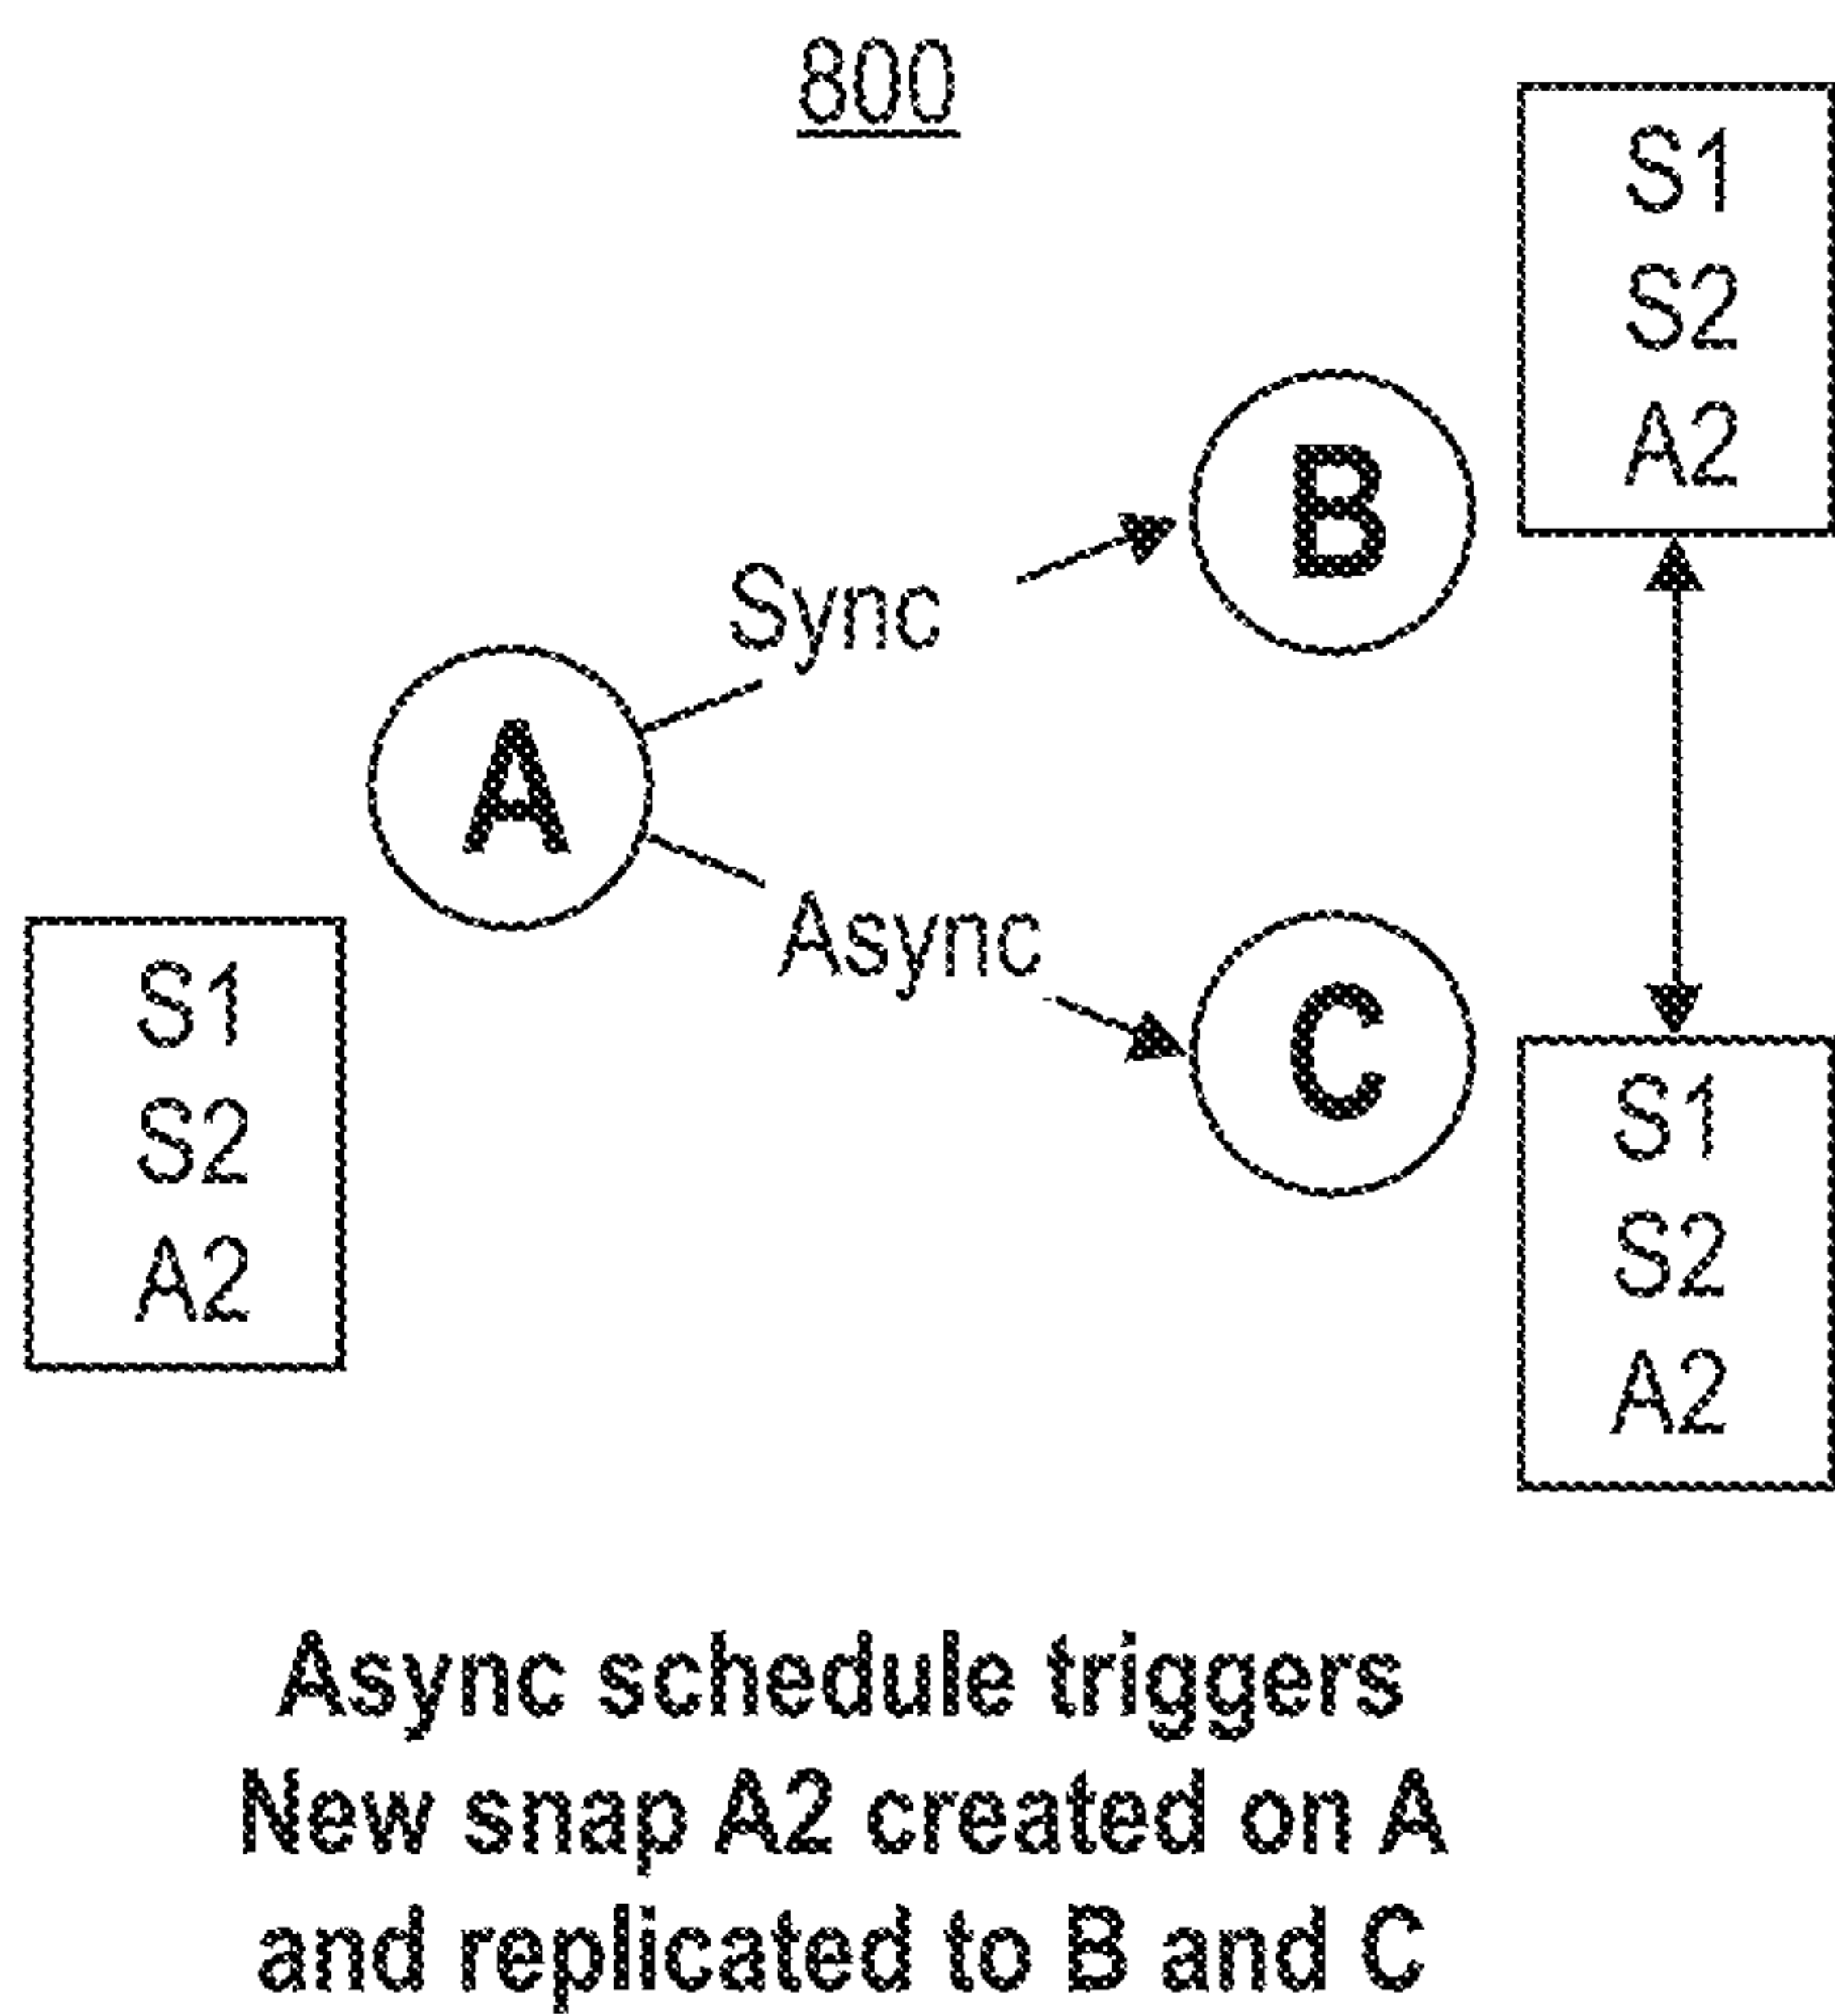 800
S1
S2
A2
B
Sync
A
Async
C
S1
S2
A2
S1
S2
A2
Async schedule triggers
New snap A2 created on A
and replicated to B and C